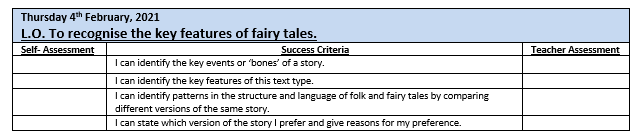 Thursday 4th February, 2021
L.O. To recognise the key features of fairy tales.
Self- Assessment Success Criteria Teacher Assessment
I can identify the key events or ‘bones’ of a story.
I can identify the key features of this text type.
I can identify patterns in the structure and language of folk and fairy tales by comparing
different versions of the same story.
I can state which version of the story I prefer and give reasons for my preference.